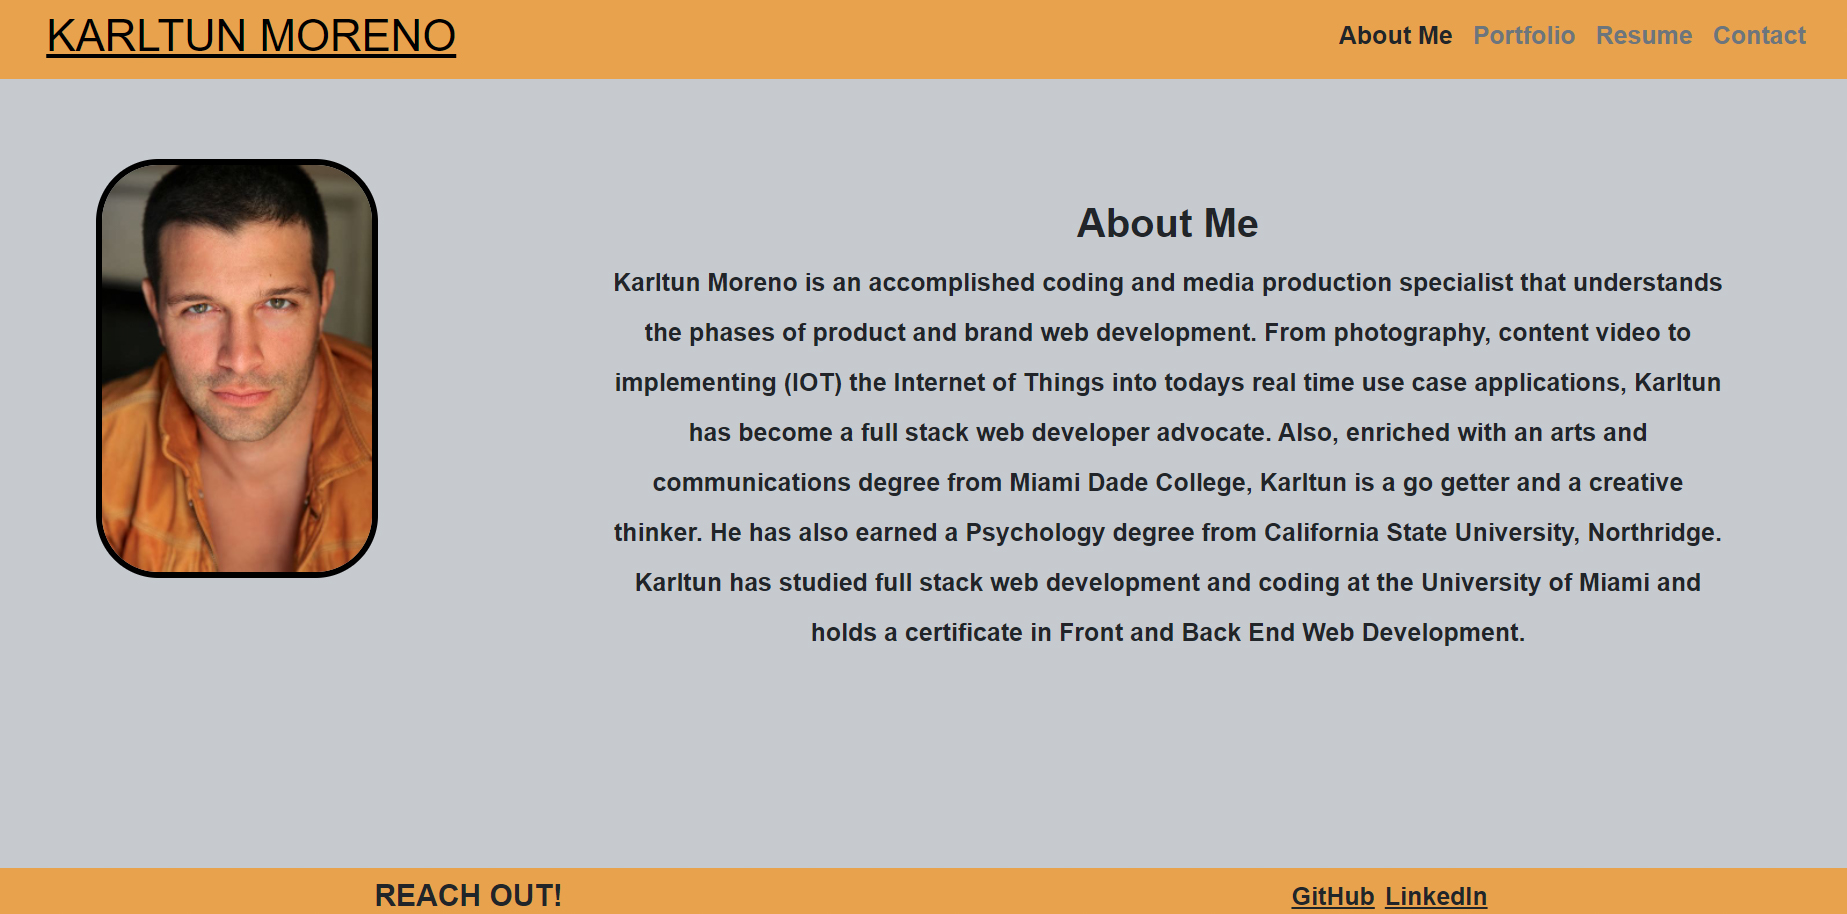 KARLTUN MORENO
About Me Portfolio Resume Contact
About Me
Karltun Moreno is an accomplished coding and media production specialist that understands
the phases of product and brand web development. From photography, content video to
implementing (IOT) the Internet of Things into todays real time use case applications, Karltun
has become a full stack web developer advocate. Also, enriched with an arts and
communications degree from Miami Dade College, Karltun is a go getter and a creative
thinker. He has also earned a Psychology degree from California State University, Northridge.
Karltun has studied full stack web development and coding at the University of Miami and
holds a certificate in Front and Back End Web Development.
REACH OUT!
GitHub LinkedIn